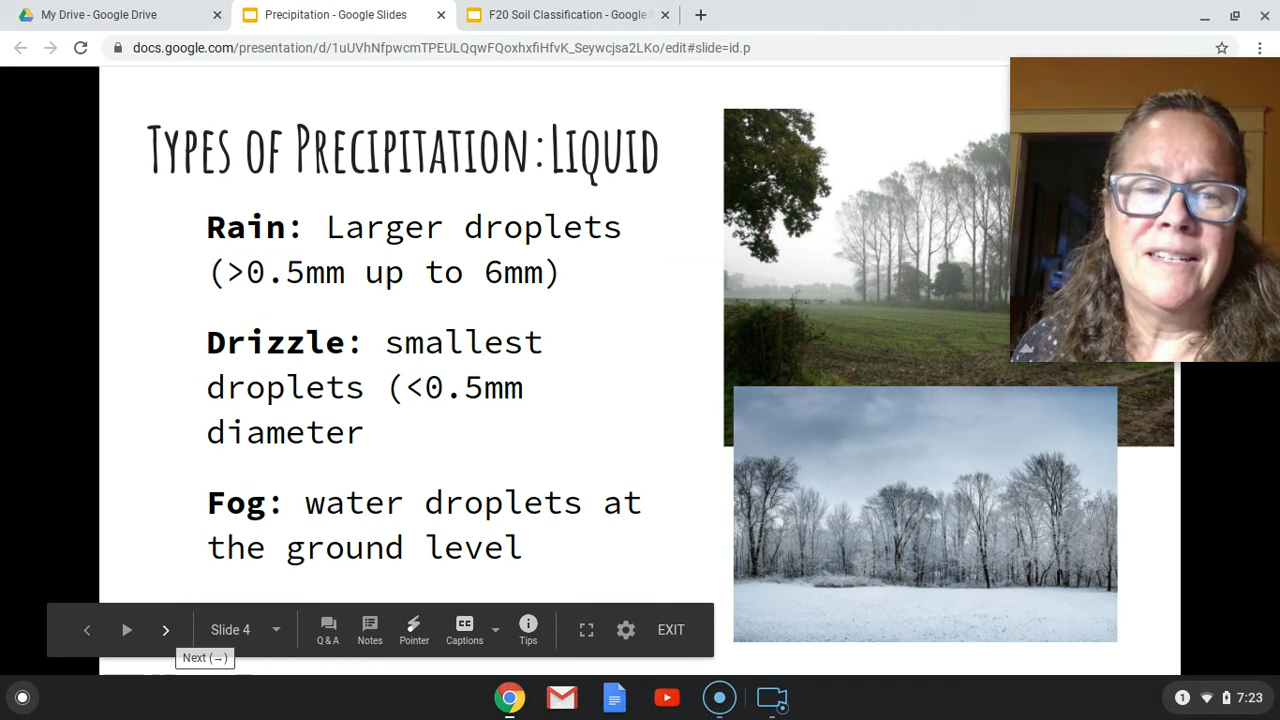 My Drive - Google Drive
Precipitation - Google Slides
F20 Soil Classification - Google
docs.google.com/presentation/d/1uUVhNfpwcmTPEULQqwFQoxhxfiHfvK_Seywcjsa2LKo/edit#slide=id.p
Types of Precipitation:Liquid
Rain: Larger droplets
(>0.5mm up to 6mm)
Drizzle: smallest
droplets (<0.5mm
diameter
Fog: water droplets at
the ground level
Slide 4
Q & A
Notes
Pointer
Captions
Tips
EXIT
Next (→)
1
7:23